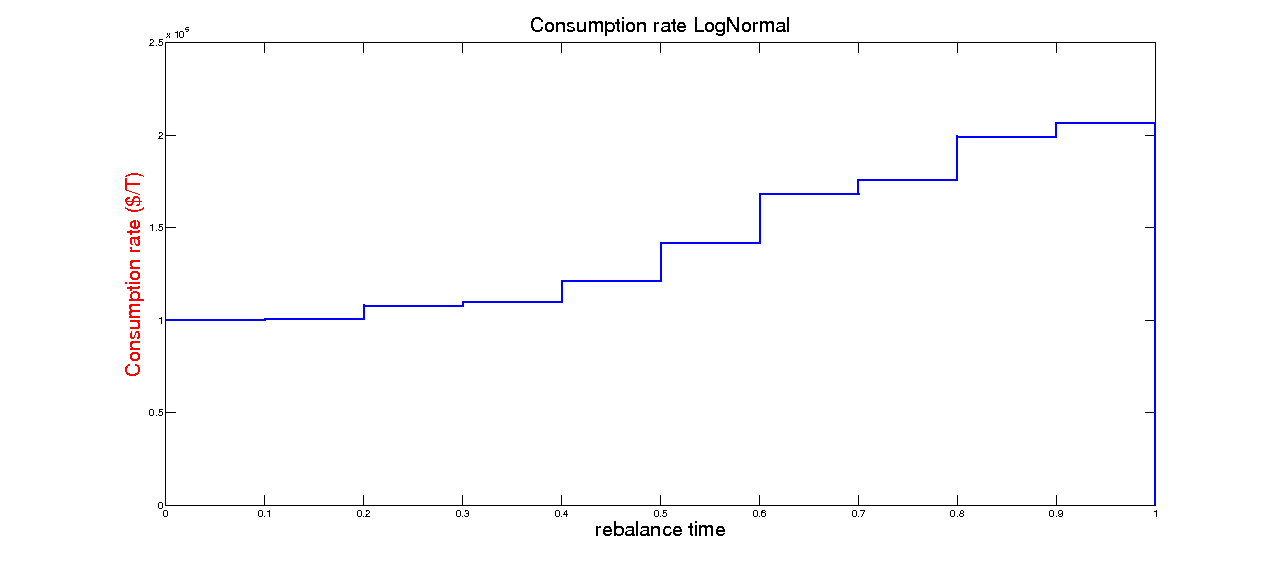 Consumption rate LogNormal
x 10^5
2.5
2
1.5
1
0.5
0
Consumption rate ($/T)
0 0.1 0.2 0.3 0.4 0.5 0.6 0.7 0.8 0.9 1
rebalance time